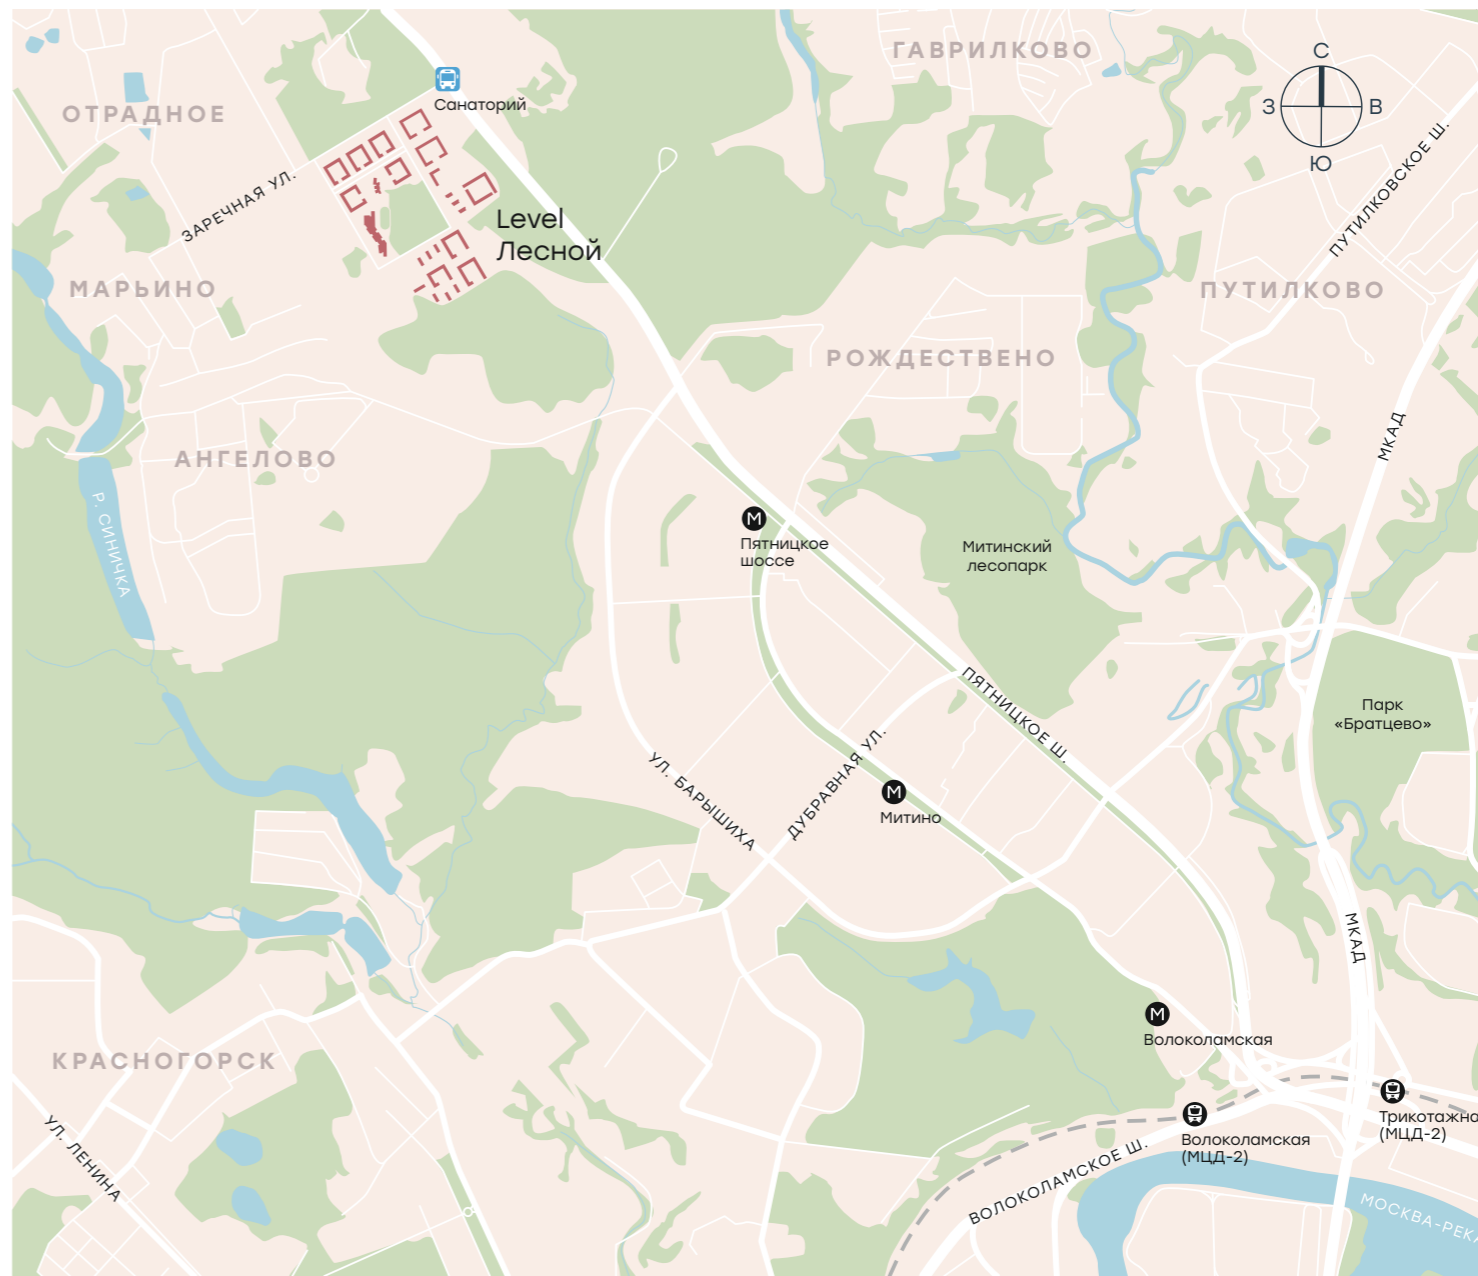 ГАВРИЛКОВО
С
З
В
Ю
Санаторий
ОТРАДНОЕ
ПУТИЛКОВСКОЕ Ш.
ЗАРЕЧНАЯ УЛ.
Level
Лесной
МАРЬИНО
ПУТИЛКОВО
РОЖДЕСТВЕНО
МКАД
АНГЕЛОВО
Р. СИНИЧКА
М
Пятницкое
шоссе
Митинский
лесопарк
ПЯТНИЦКОЕ Ш.
Парк
«Братцево»
УЛ. БАРЫШИХА
ДУБРАВНАЯ УЛ.
М
Митино
МКАД
М
Волоколамская
КРАСНОГОРСК
Трикотажна
(МЦД-2)
Волоколамская
(МЦД-2)
УЛ. ЛЕНИНА
ВОЛОКОЛАМСКОЕ Ш.
МОСКВА-РЕКА